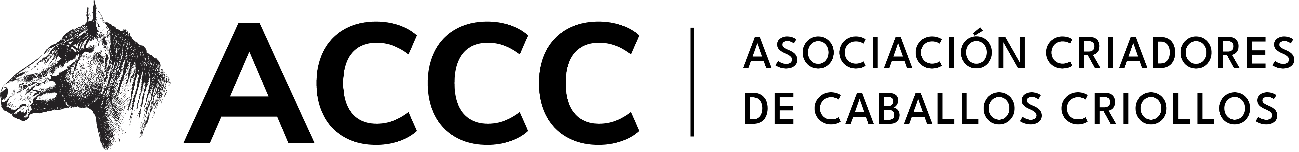 ACCC
ASOCIACIÓN CRIADORES
DE CABALLOS CRIOLLOS